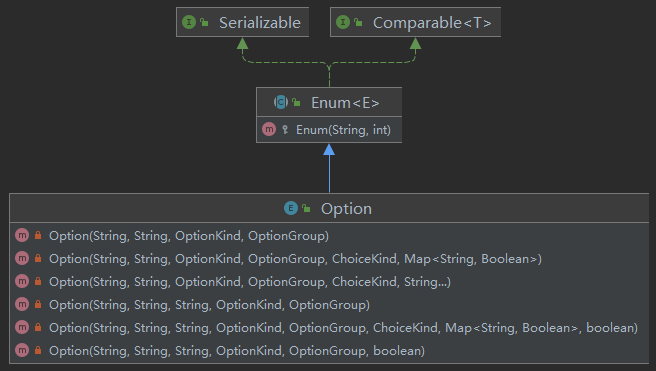 Serializable
Comparable<T>
Enum<E>
Enum(String, int)
Option
Option(String, String, OptionKind, OptionGroup)
Option(String, String, OptionKind, OptionGroup, ChoiceKind, Map<String, Boolean>)
Option(String, String, OptionKind, OptionGroup, ChoiceKind, String...)
Option(String, String, String, OptionKind, OptionGroup)
Option(String, String, String, OptionKind, OptionGroup, ChoiceKind, Map<String, Boolean>, boolean)
Option(String, String, String, OptionKind, OptionGroup, boolean)